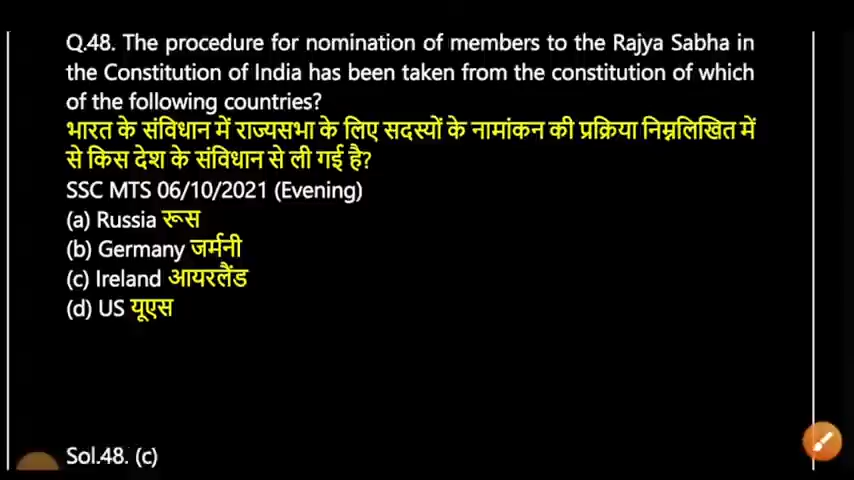 Q.48. The procedure for nomination of members to the Rajya Sabha in
the Constitution of India has been taken from the constitution of which
of the following countries?
भारत के संविधान में राज्यसभा के लिए सदस्यों के नामांकन की प्रक्रिया निम्नलिखित में
से किस देश के संविधान से ली गई है?
SSC MTS 06/10/2021 (Evening)
(a) Russia रूस
(b) Germany जर्मनी
(c) Ireland आयरलैंड
(d) US यूएस
Sol.48. (c)